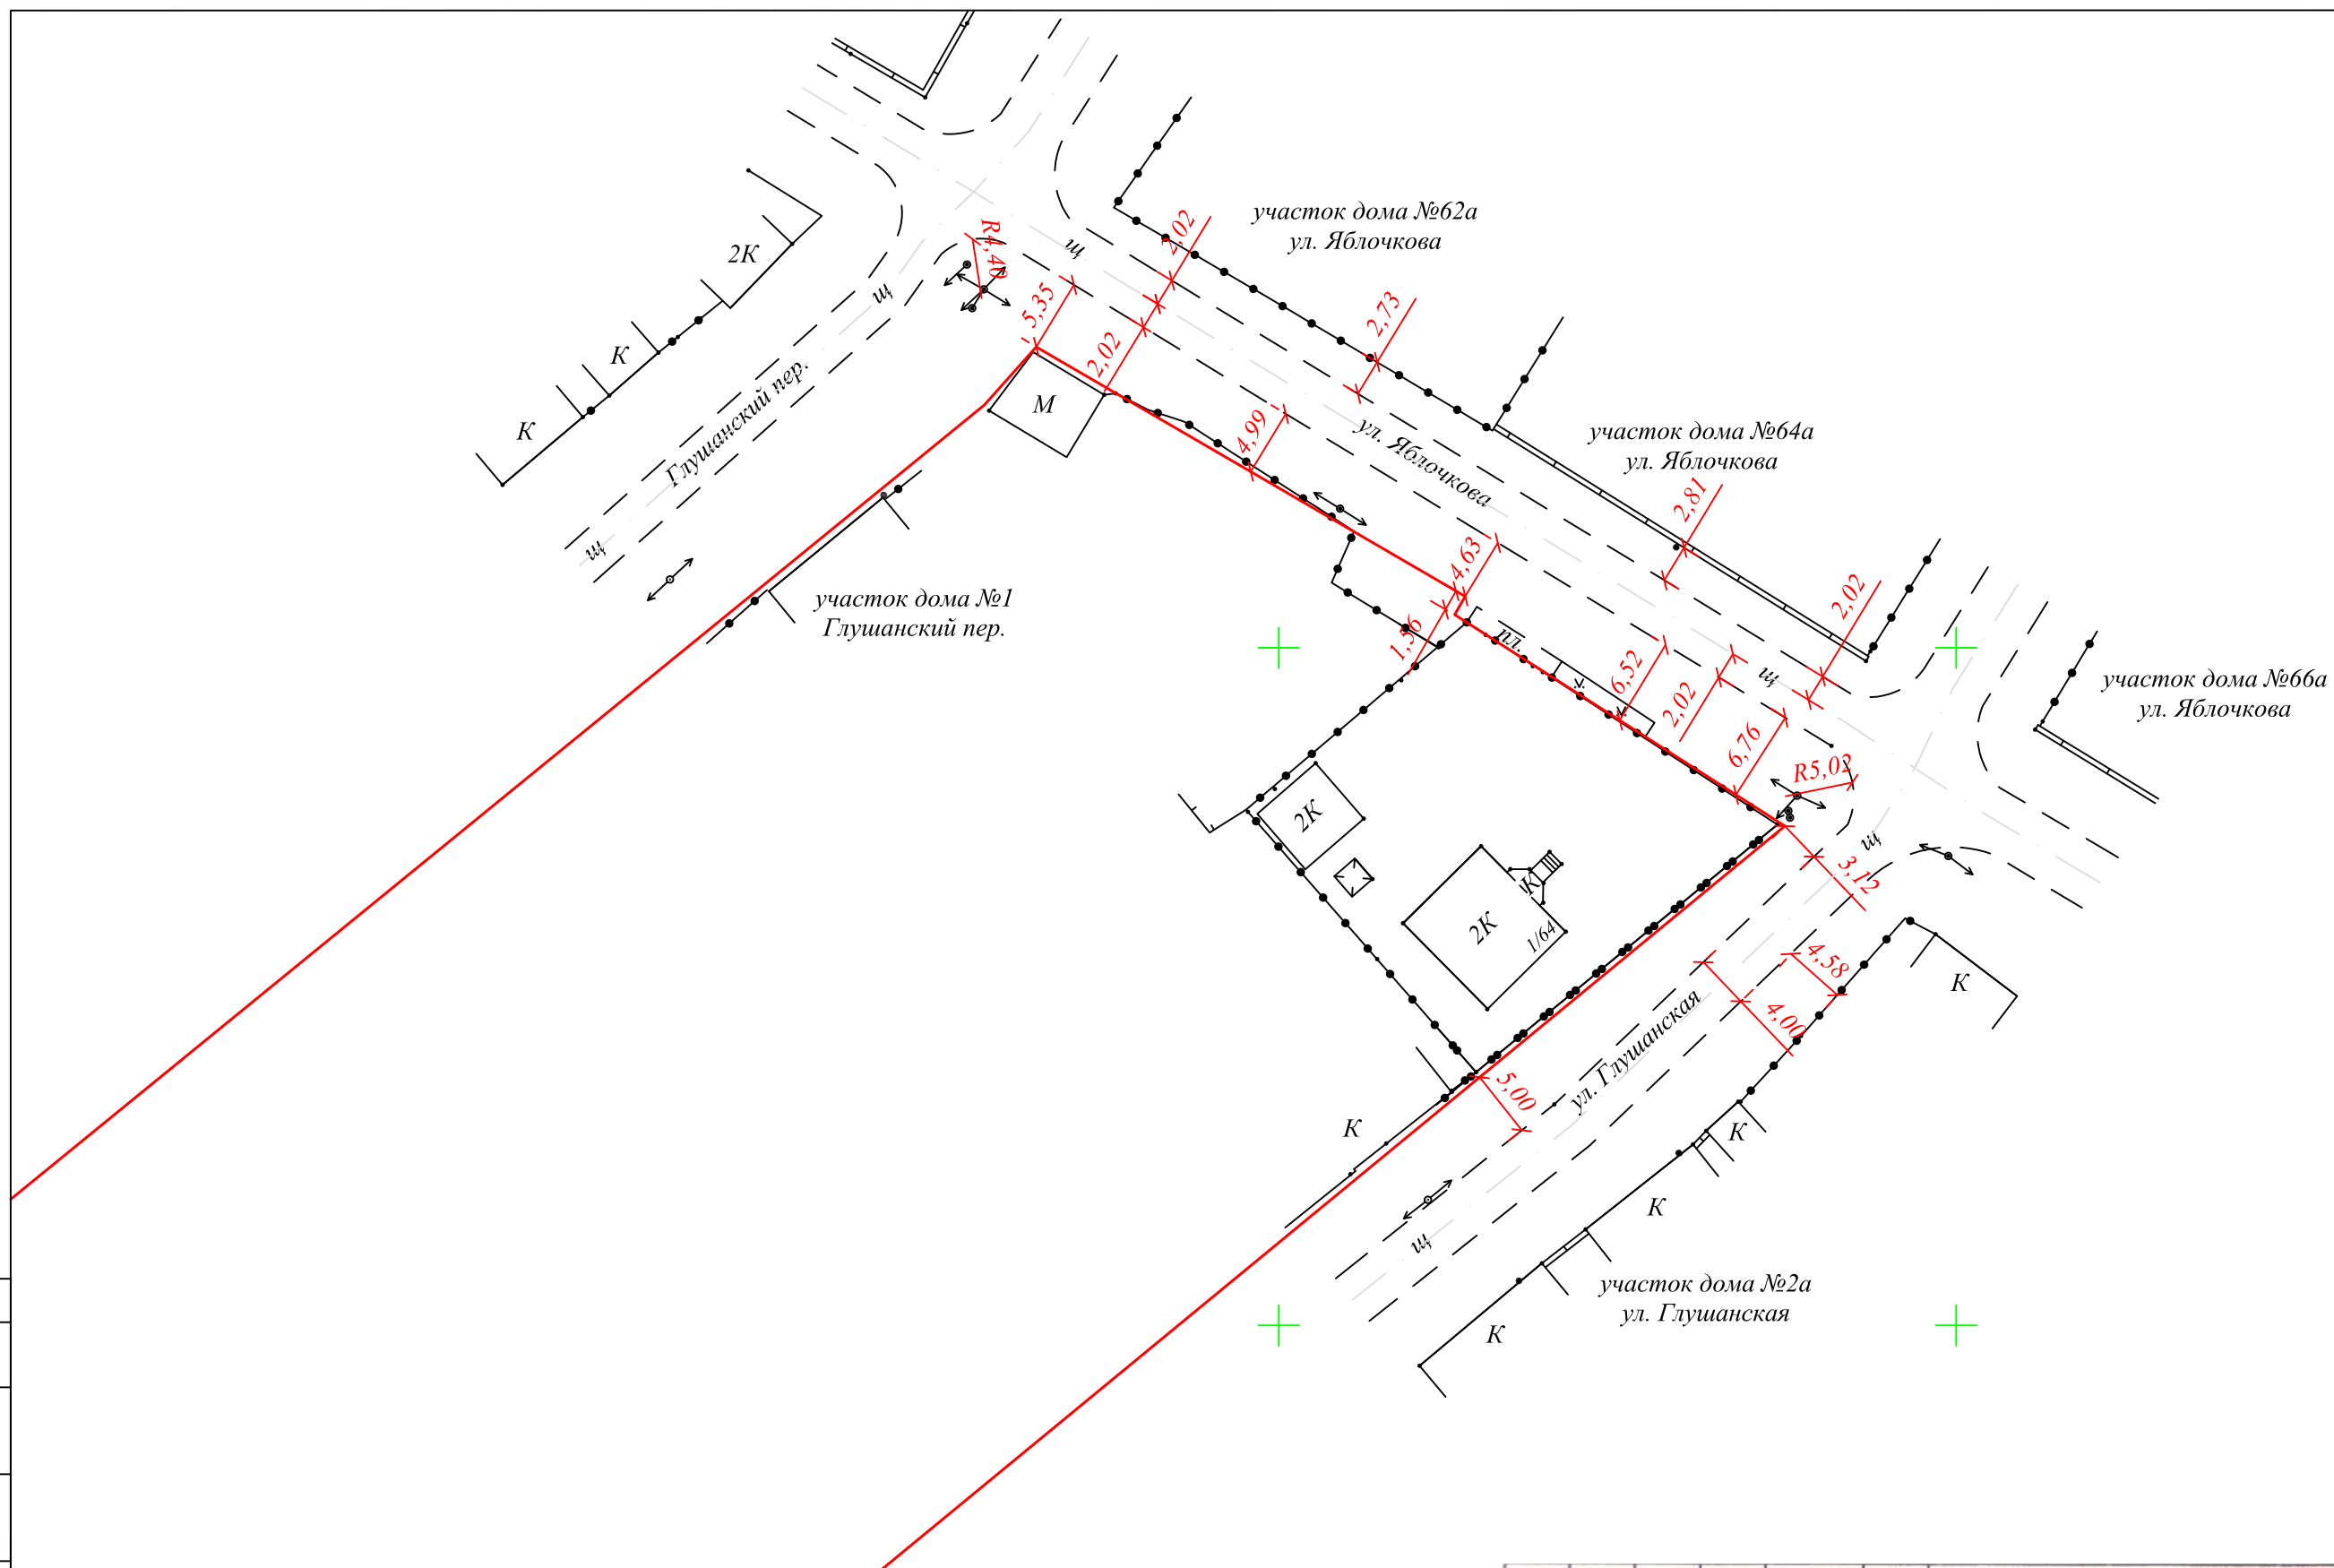 R4,40
2,02
участок дома №62а
ул. Яблочкова
щ
2К
щ
5,35
2,73
2,02
К
М
Глушанский пер.
К
4,99
ул. Яблочкова
участок дома №64а
ул. Яблочкова
2,81
щ
4,63
участок дома №1
Глушанский пер.
1,56
пл.
2,02
6,52
щ
2,02
участок дома №66а
ул. Яблочкова
6,76
R5,02
2К
щ
3,12
К
2К
1/64
4,58
К
4,00
ул. Глушанская
5,00
К
К
К
щ
участок дома №2а
ул. Глушанская
К